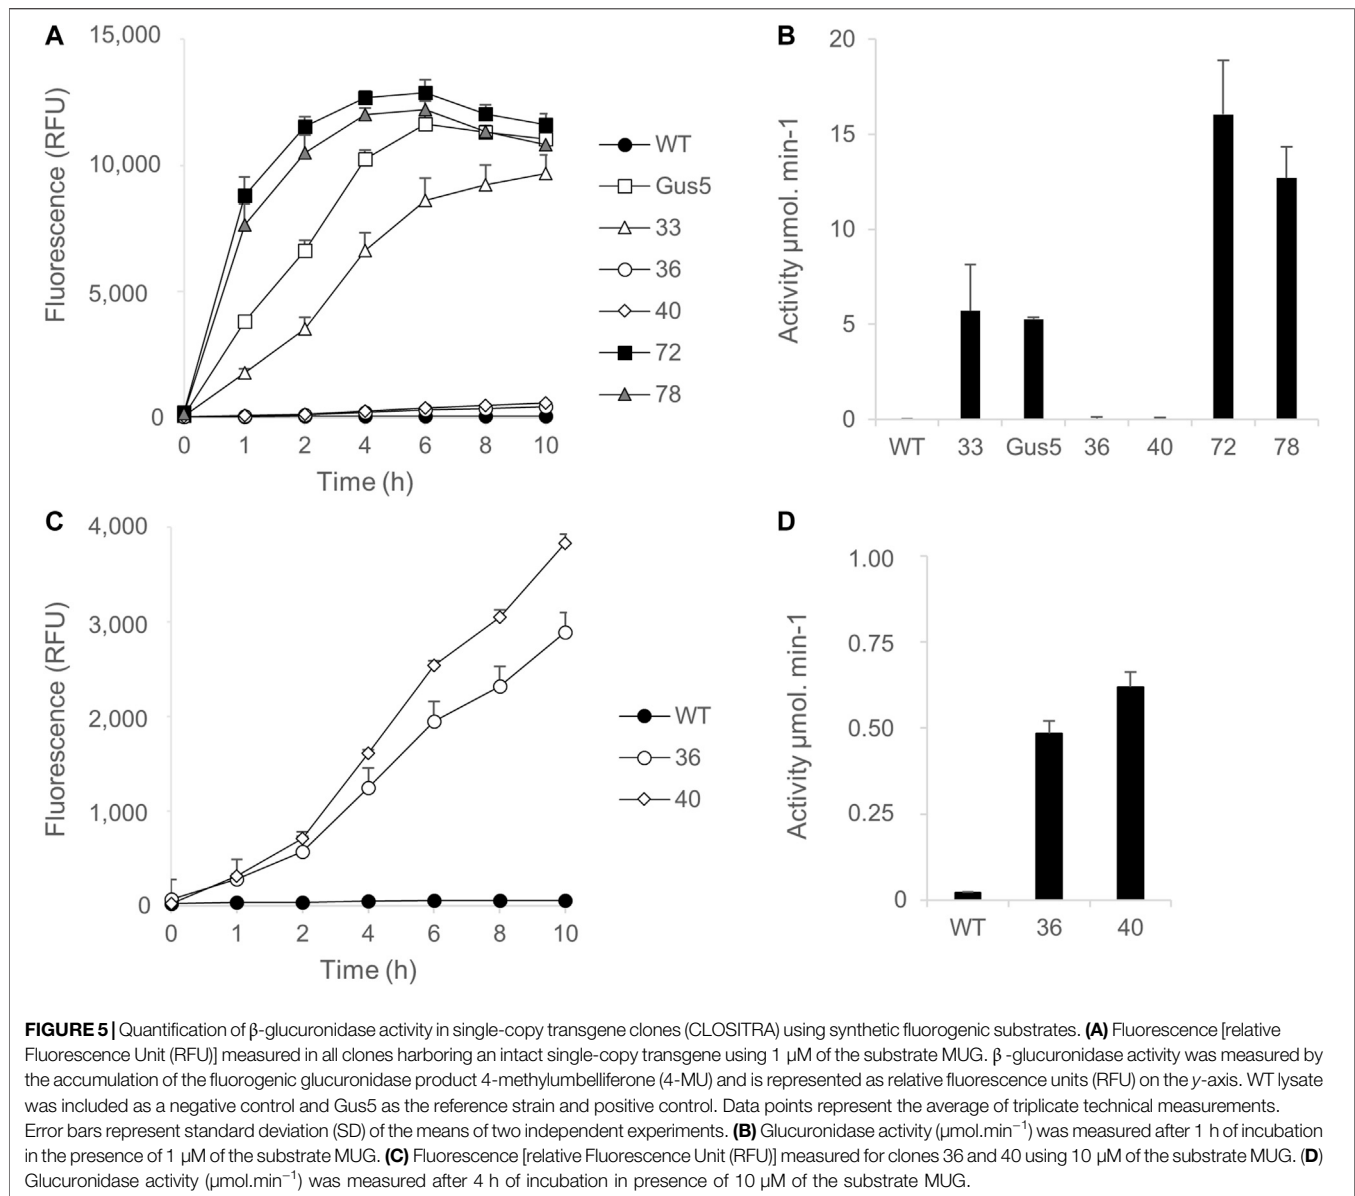 A
15,000
10,000
5,000
0
Fluorescence (RFU)
0 1 2 4 6 8 10
Time (h)
WT
Gus5
33
36
40
72
78
B
20
15
10
5
0
Activity µmol. min-1
WT 33 Gus5 36 40 72 78
C
4,000
3,000
2,000
1,000
0
Fluorescence (RFU)
0 1 2 4 6 8 10
Time (h)
WT
36
40
D
1.00
0.75
0.50
0.25
0
Activity µmol. min-1
WT 36 40
FIGURE 5 | Quantification of β-glucuronidase activity in single-copy transgene clones (CLOSITRA) using synthetic fluorogenic substrates. (A) Fluorescence [relative
Fluorescence Unit (RFU)] measured in all clones harboring an intact single-copy transgene using 1 µM of the substrate MUG. β -glucuronidase activity was measured by
the accumulation of the fluorogenic glucuronidase product 4-methylumbelliferone (4-MU) and is represented as relative fluorescence units (RFU) on the y-axis. WT lysate
was included as a negative control and Gus5 as the reference strain and positive control. Data points represent the average of triplicate technical measurements.
Error bars represent standard deviation (SD) of the means of two independent experiments. (B) Glucuronidase activity (µmol.min−1) was measured after 1 h of incubation
in the presence of 1 µM of the substrate MUG. (C) Fluorescence [relative Fluorescence Unit (RFU)] measured for clones 36 and 40 using 10 µM of the substrate MUG. (D)
Glucuronidase activity (µmol.min−1) was measured after 4 h of incubation in presence of 10 µM of the substrate MUG.